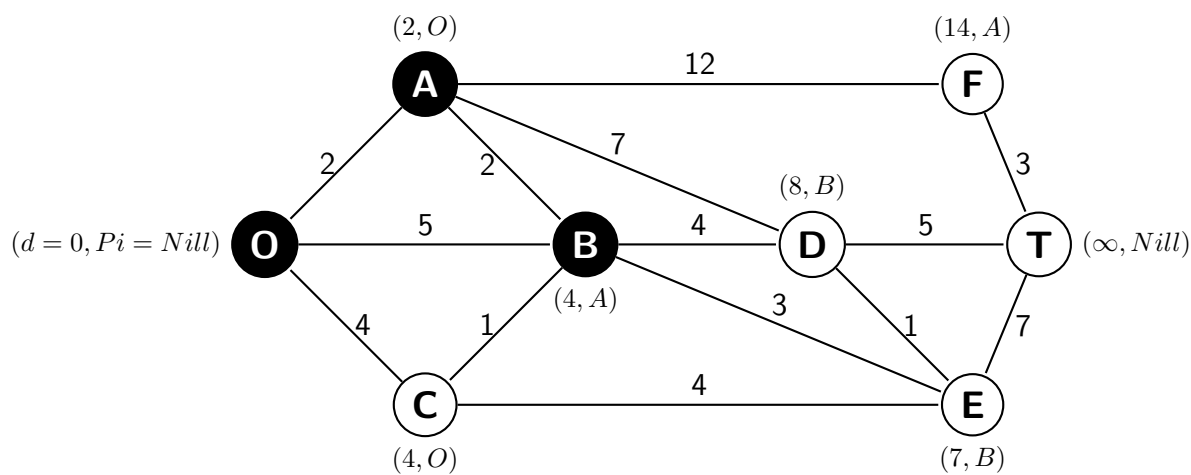 (2, O)
(14, A)
A
12
F
2
2
7
3
(8, B)
(d = 0, Pi = Nill)
O
5
B
4
D
5
T
(∞, Nill)
(4, A)
4
1
3
1
7
C
4
E
(4, O)
(7, B)